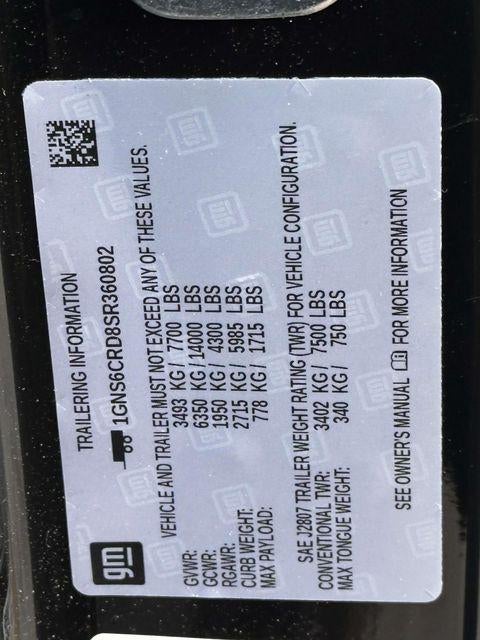 gm
TRAILERING INFORMATION
1GNS6CRD8SR360802
VEHICLE AND TRAILER MUST NOT EXCEED ANY OF THESE VALUES.
GVWR: 3493 KG / 7700 LBS
GCWR: 6350 KG / 14000 LBS
RGAWR: 1950 KG / 4300 LBS
CURB WEIGHT: 2715 KG / 5985 LBS
MAX PAYLOAD: 778 KG / 1715 LBS
SAE J2807 TRAILER WEIGHT RATING (TWR) FOR VEHICLE CONFIGURATION.
CONVENTIONAL TWR: 3402 KG / 7500 LBS
MAX TONGUE WEIGHT: 340 KG / 750 LBS
SEE OWNER'S MANUAL FOR MORE INFORMATION